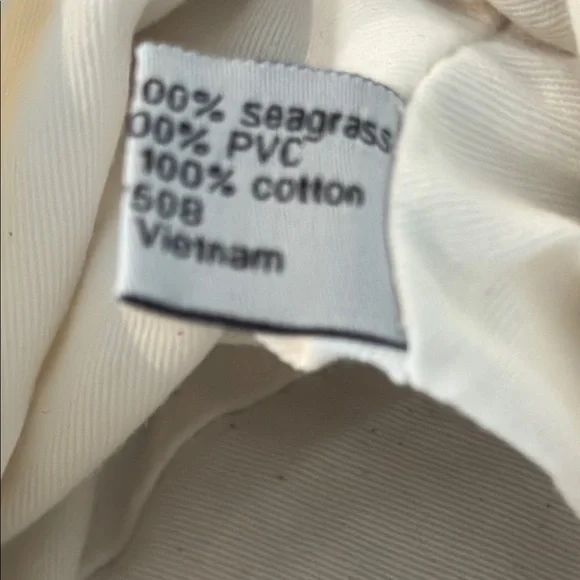 00% seagrass
00% PVC
100% cotton
508
Vietnam